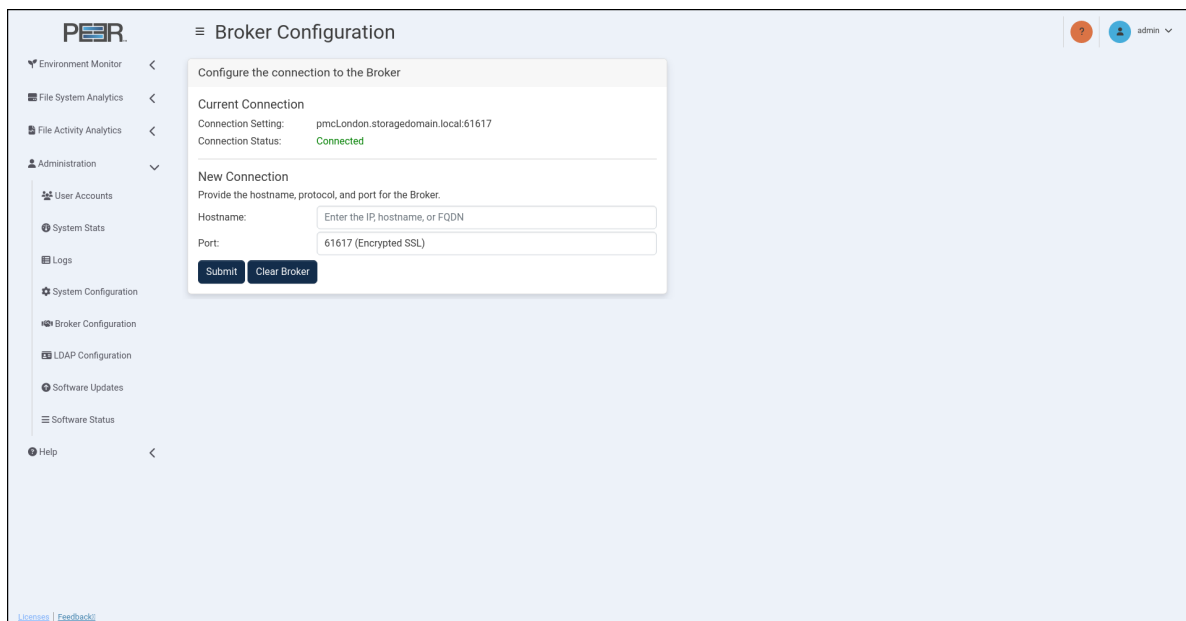 PEER
Broker Configuration
?
admin
Environment Monitor
File System Analytics
File Activity Analytics
Administration
User Accounts
System Stats
Logs
System Configuration
Broker Configuration
LDAP Configuration
Software Updates
Software Status
Help
Configure the connection to the Broker
Current Connection
Connection Setting: pmcLondon.storagedomain.local:61617
Connection Status: Connected
New Connection
Provide the hostname, protocol, and port for the Broker.
Hostname: Enter the IP, hostname, or FQDN
Port: 61617 (Encrypted SSL)
Submit Clear Broker
Licenses | Feedback